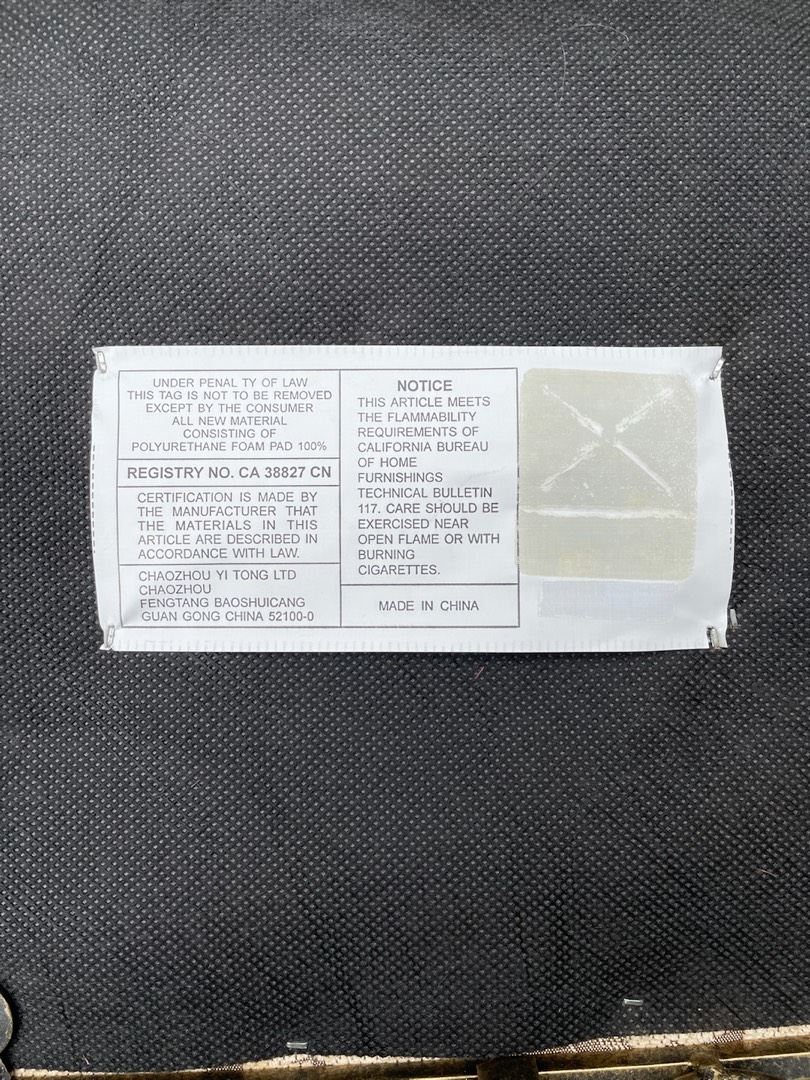 UNDER PENAL TY OF LAW
THIS TAG IS NOT TO BE REMOVED
EXCEPT BY THE CONSUMER
ALL NEW MATERIAL
CONSISTING OF
POLYURETHANE FOAM PAD 100%
REGISTRY NO. CA 38827 CN
CERTIFICATION IS MADE BY
THE MANUFACTURER THAT
THE MATERIALS IN THIS
ARTICLE ARE DESCRIBED IN
ACCORDANCE WITH LAW.
CHAOZHOU YI TONG LTD
CHAOZHOU
FENGTANG BAOSHUICANG
GUAN GONG CHINA 52100-0
NOTICE
THIS ARTICLE MEETS
THE FLAMMABILITY
REQUIREMENTS OF
CALIFORNIA BUREAU
OF HOME
FURNISHINGS
TECHNICAL BULLETIN
117. CARE SHOULD BE
EXERCISED NEAR
OPEN FLAME OR WITH
BURNING
CIGARETTES.
MADE IN CHINA